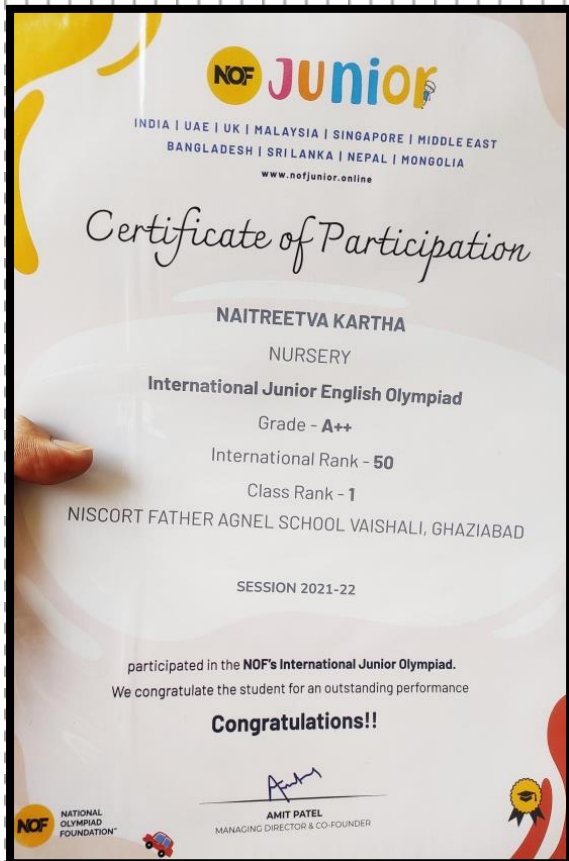 NOF Junior
INDIA | UAE | UK | MALAYSIA | SINGAPORE | MIDDLE EAST
BANGLADESH | SRI LANKA | NEPAL | MONGOLIA
www.nofjunior.online
Certificate of Participation
NAITREETVA KARTHA
NURSERY
International Junior English Olympiad
Grade - A++
International Rank - 50
Class Rank - 1
NISCORT FATHER AGNEL SCHOOL VAISHALI, GHAZIABAD
SESSION 2021-22
participated in the NOF's International Junior Olympiad.
We congratulate the student for an outstanding performance
Congratulations!!
AMIT PATEL
MANAGING DIRECTOR & CO-FOUNDER
NOF NATIONAL
OLYMPIAD
FOUNDATION™